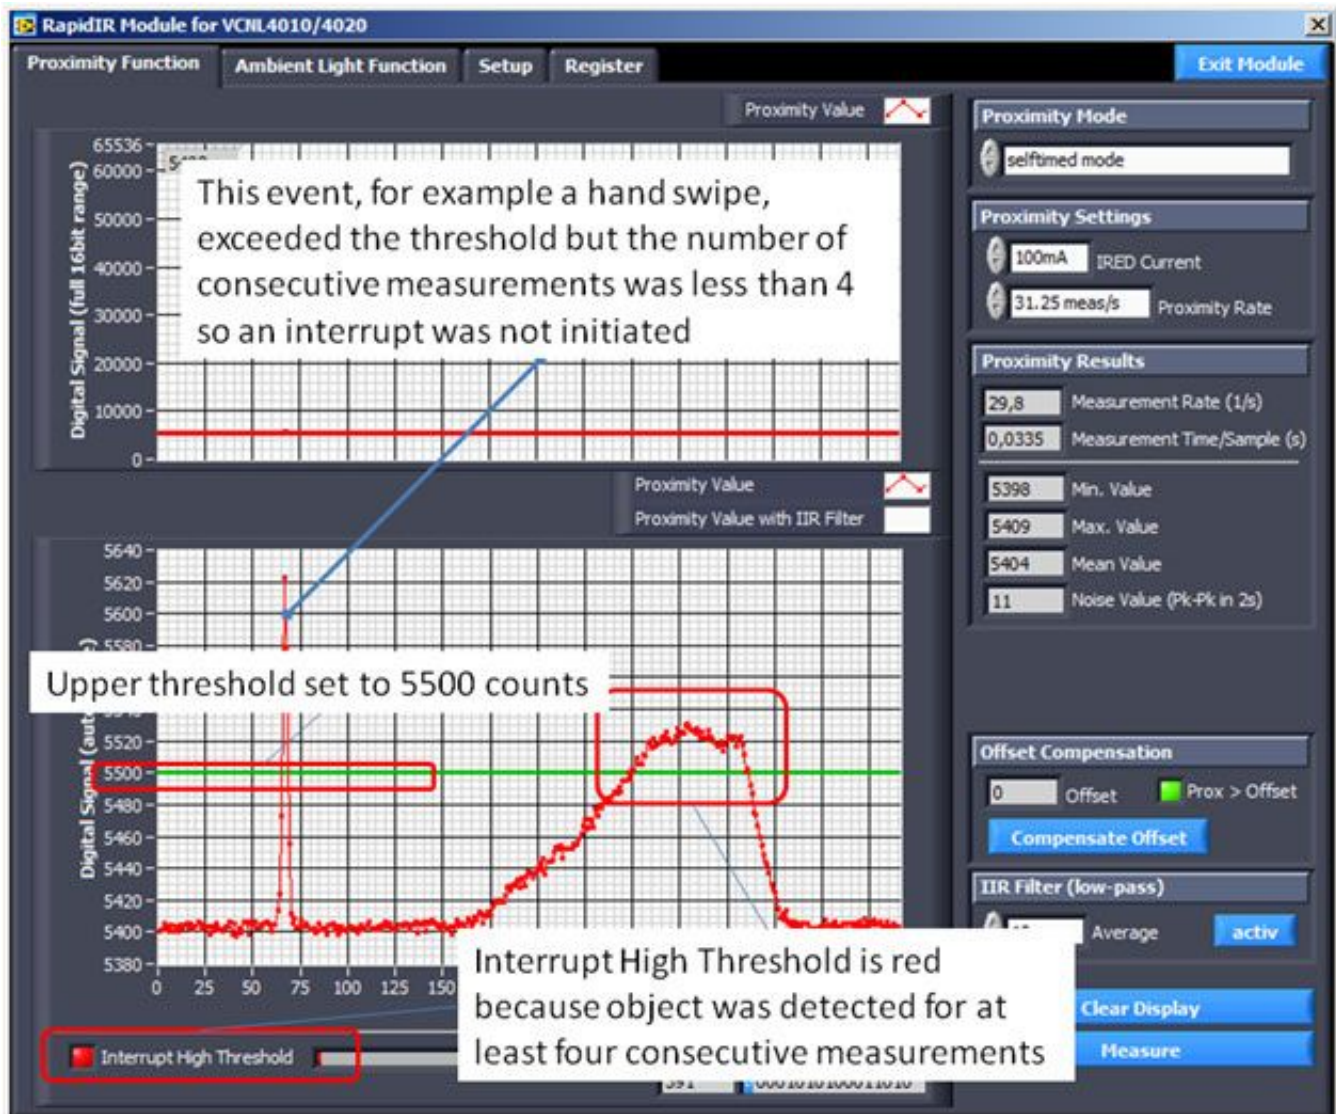 RapidIR Module for VCNL4010/4020
Proximity Function
Ambient Light Function
Setup
Register
Exit Module
Proximity Value
Digital Signal (full 16bit range)
65536
60000
50000
40000
30000
20000
10000
0
This event, for example a hand swipe,
exceeded the threshold but the number of
consecutive measurements was less than 4
so an interrupt was not initiated
Proximity Mode
selftimed mode
Proximity Settings
100mA IRED Current
31.25 meas/s Proximity Rate
Proximity Results
29,8 Measurement Rate (1/s)
0,0335 Measurement Time/Sample (s)
5398 Min. Value
5409 Max. Value
5404 Mean Value
11 Noise Value (Pk-Pk in 2s)
Proximity Value
Proximity Value with IIR Filter
Digital Signal
5640
5620
5600
5580
Upper threshold set to 5500 counts
5520
5500
5480
5460
5440
5420
5400
5380
0 25 50 75 100 125 150
Offset Compensation
0 Offset
Prox > Offset
Compensate Offset
IIR Filter (low-pass)
Average
activ
Interrupt High Threshold is red
because object was detected for at
least four consecutive measurements
Clear Display
Measure
Interrupt High Threshold